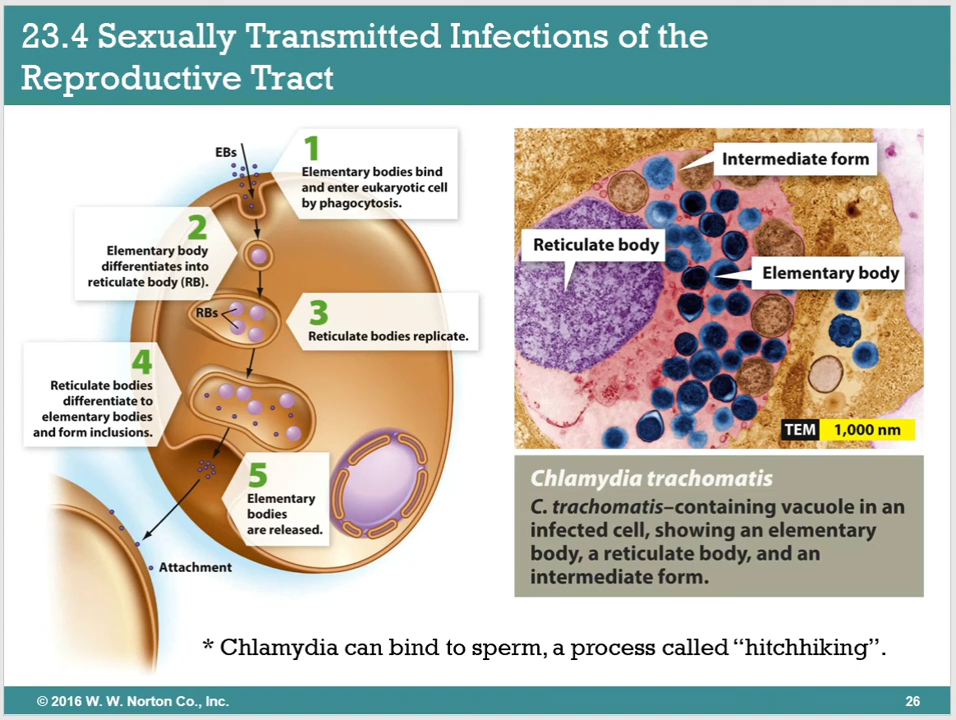 23.4 Sexually Transmitted Infections of the
Reproductive Tract
EBs
1
Elementary bodies bind
and enter eukaryotic cell
by phagocytosis.
2
Elementary body
differentiates into
reticulate body (RB).
RBs
3
Reticulate bodies replicate.
4
Reticulate bodies
differentiate to
elementary bodies
and form inclusions.
5
Elementary
bodies
are released.
Attachment
Intermediate form
Reticulate body
Elementary body
TEM 1,000 nm
Chlamydia trachomatis
C. trachomatis–containing vacuole in an
infected cell, showing an elementary
body, a reticulate body, and an
intermediate form.
* Chlamydia can bind to sperm, a process called “hitchhiking”.
© 2016 W. W. Norton Co., Inc.
26